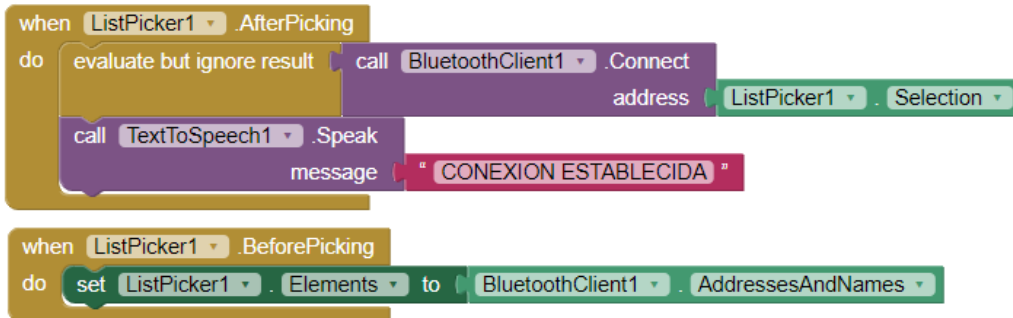 when ListPicker1 .AfterPicking
do evaluate but ignore result call BluetoothClient1 .Connect
address ListPicker1 . Selection
call TextToSpeech1 .Speak
message " CONEXION ESTABLECIDA "
when ListPicker1 .BeforePicking
do set ListPicker1 . Elements to BluetoothClient1 . AddressesAndNames